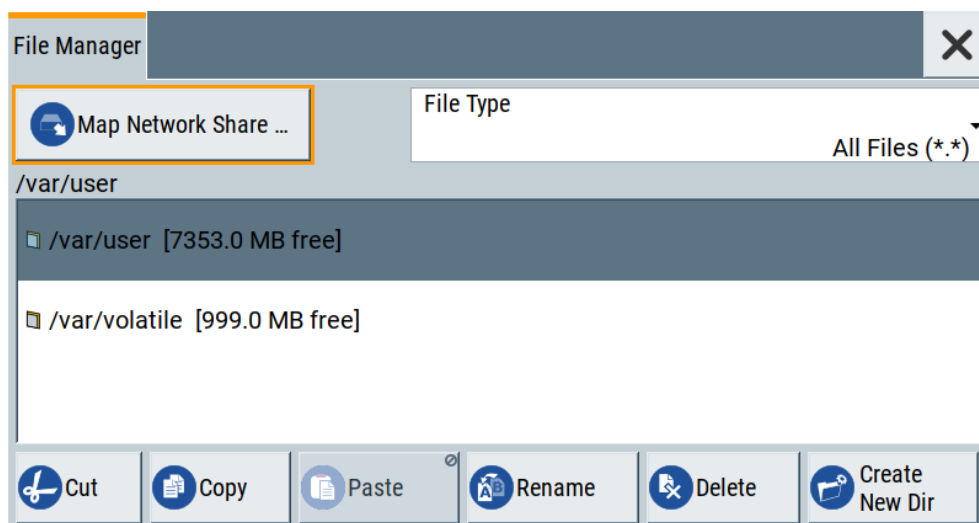 File Manager
Map Network Share ...
File Type
All Files (*.*)
/var/user
/var/user [7353.0 MB free]
/var/volatile [999.0 MB free]
Cut
Copy
Paste
Rename
Delete
Create
New Dir